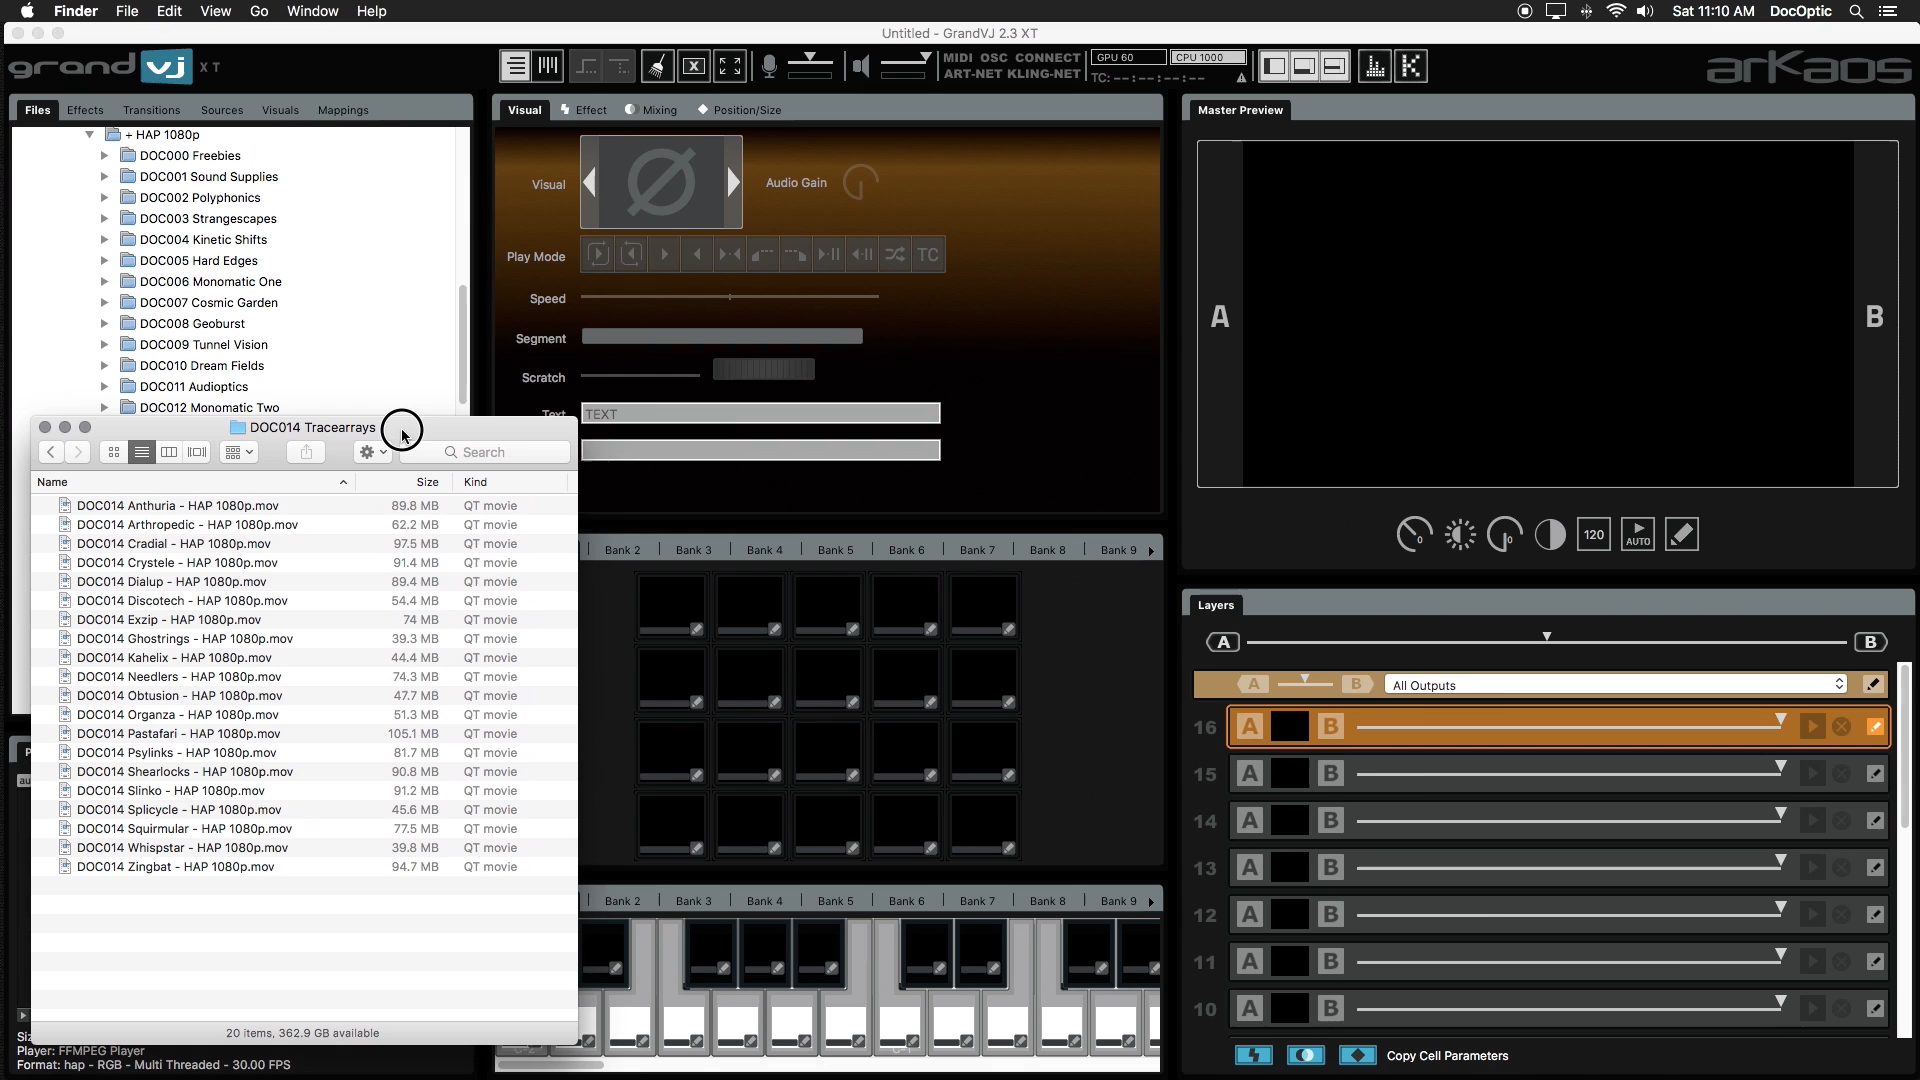 Finder File Edit View Go Window Help
Sat 11:10 AM DocOptic
Untitled - GrandVJ 2.3 XT
grand vj XT
MIDI OSC CONNECT
ART-NET KLING-NET
GPU 60 CPU 1000
TC: --:--:--:--
arKaos
Files Effects Transitions Sources Visuals Mappings
+ HAP 1080p
DOC000 Freebies
DOC001 Sound Supplies
DOC002 Polyphonics
DOC003 Strangescapes
DOC004 Kinetic Shifts
DOC005 Hard Edges
DOC006 Monomatic One
DOC007 Cosmic Garden
DOC008 Geoburst
DOC009 Tunnel Vision
DOC010 Dream Fields
DOC011 Audioptics
DOC012 Monomatic Two
DOC014 Tracearrays
Search
Name Size Kind
DOC014 Anthuria - HAP 1080p.mov 89.8 MB QT movie
DOC014 Arthropedic - HAP 1080p.mov 62.2 MB QT movie
DOC014 Cradial - HAP 1080p.mov 97.5 MB QT movie
DOC014 Crystele - HAP 1080p.mov 91.4 MB QT movie
DOC014 Dialup - HAP 1080p.mov 89.4 MB QT movie
DOC014 Discotech - HAP 1080p.mov 54.4 MB QT movie
DOC014 Exzip - HAP 1080p.mov 74 MB QT movie
DOC014 Ghostrings - HAP 1080p.mov 39.3 MB QT movie
DOC014 Kahelix - HAP 1080p.mov 44.4 MB QT movie
DOC014 Needlers - HAP 1080p.mov 74.3 MB QT movie
DOC014 Obtusion - HAP 1080p.mov 47.7 MB QT movie
DOC014 Organza - HAP 1080p.mov 51.3 MB QT movie
DOC014 Pastafari - HAP 1080p.mov 105.1 MB QT movie
DOC014 Psylinks - HAP 1080p.mov 81.7 MB QT movie
DOC014 Shearlocks - HAP 1080p.mov 90.8 MB QT movie
DOC014 Slinko - HAP 1080p.mov 91.2 MB QT movie
DOC014 Splicycle - HAP 1080p.mov 45.6 MB QT movie
DOC014 Squirmular - HAP 1080p.mov 77.5 MB QT movie
DOC014 Whispstar - HAP 1080p.mov 39.8 MB QT movie
DOC014 Zingbat - HAP 1080p.mov 94.7 MB QT movie
20 items, 362.9 GB available
Player: FFMPEG Player
Format: hap - RGB - Multi Threaded - 30.00 FPS
Visual Effect Mixing Position/Size
Visual
Audio Gain
Play Mode
TC
Speed
Segment
Scratch
Text TEXT
Bank 2 Bank 3 Bank 4 Bank 5 Bank 6 Bank 7 Bank 8 Bank 9
Bank 2 Bank 3 Bank 4 Bank 5 Bank 6 Bank 7 Bank 8 Bank 9
Master Preview
A B
0 0 120 AUTO
Layers
A B
A B All Outputs
16 A B
15 A B
14 A B
13 A B
12 A B
11 A B
10 A B
Copy Cell Parameters